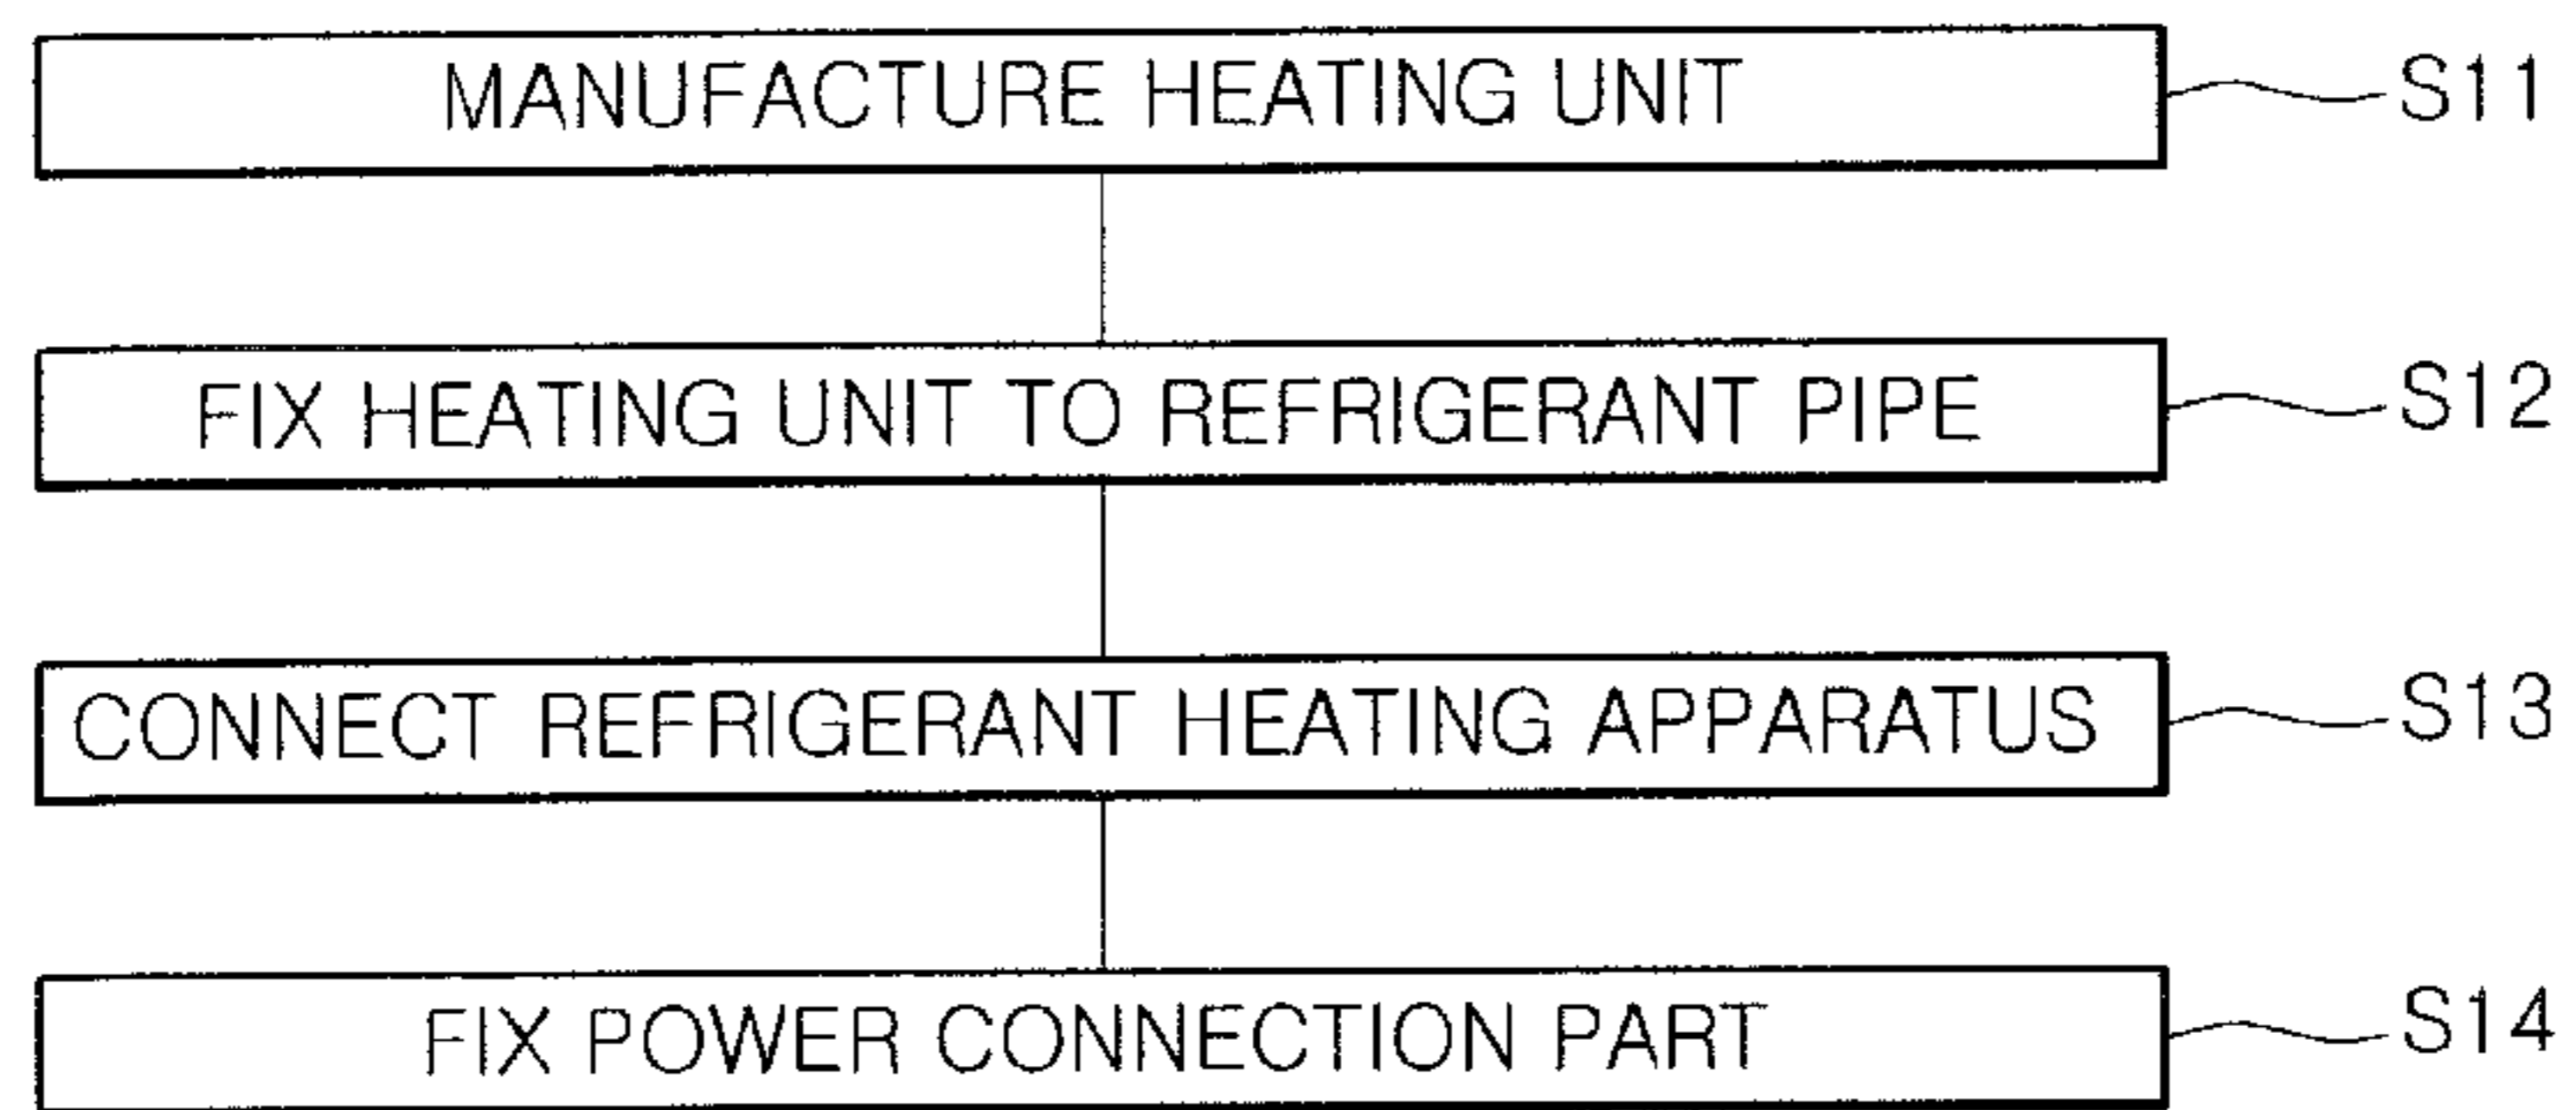 MANUFACTURE HEATING UNIT S11
FIX HEATING UNIT TO REFRIGERANT PIPE S12
CONNECT REFRIGERANT HEATING APPARATUS S13
FIX POWER CONNECTION PART S14